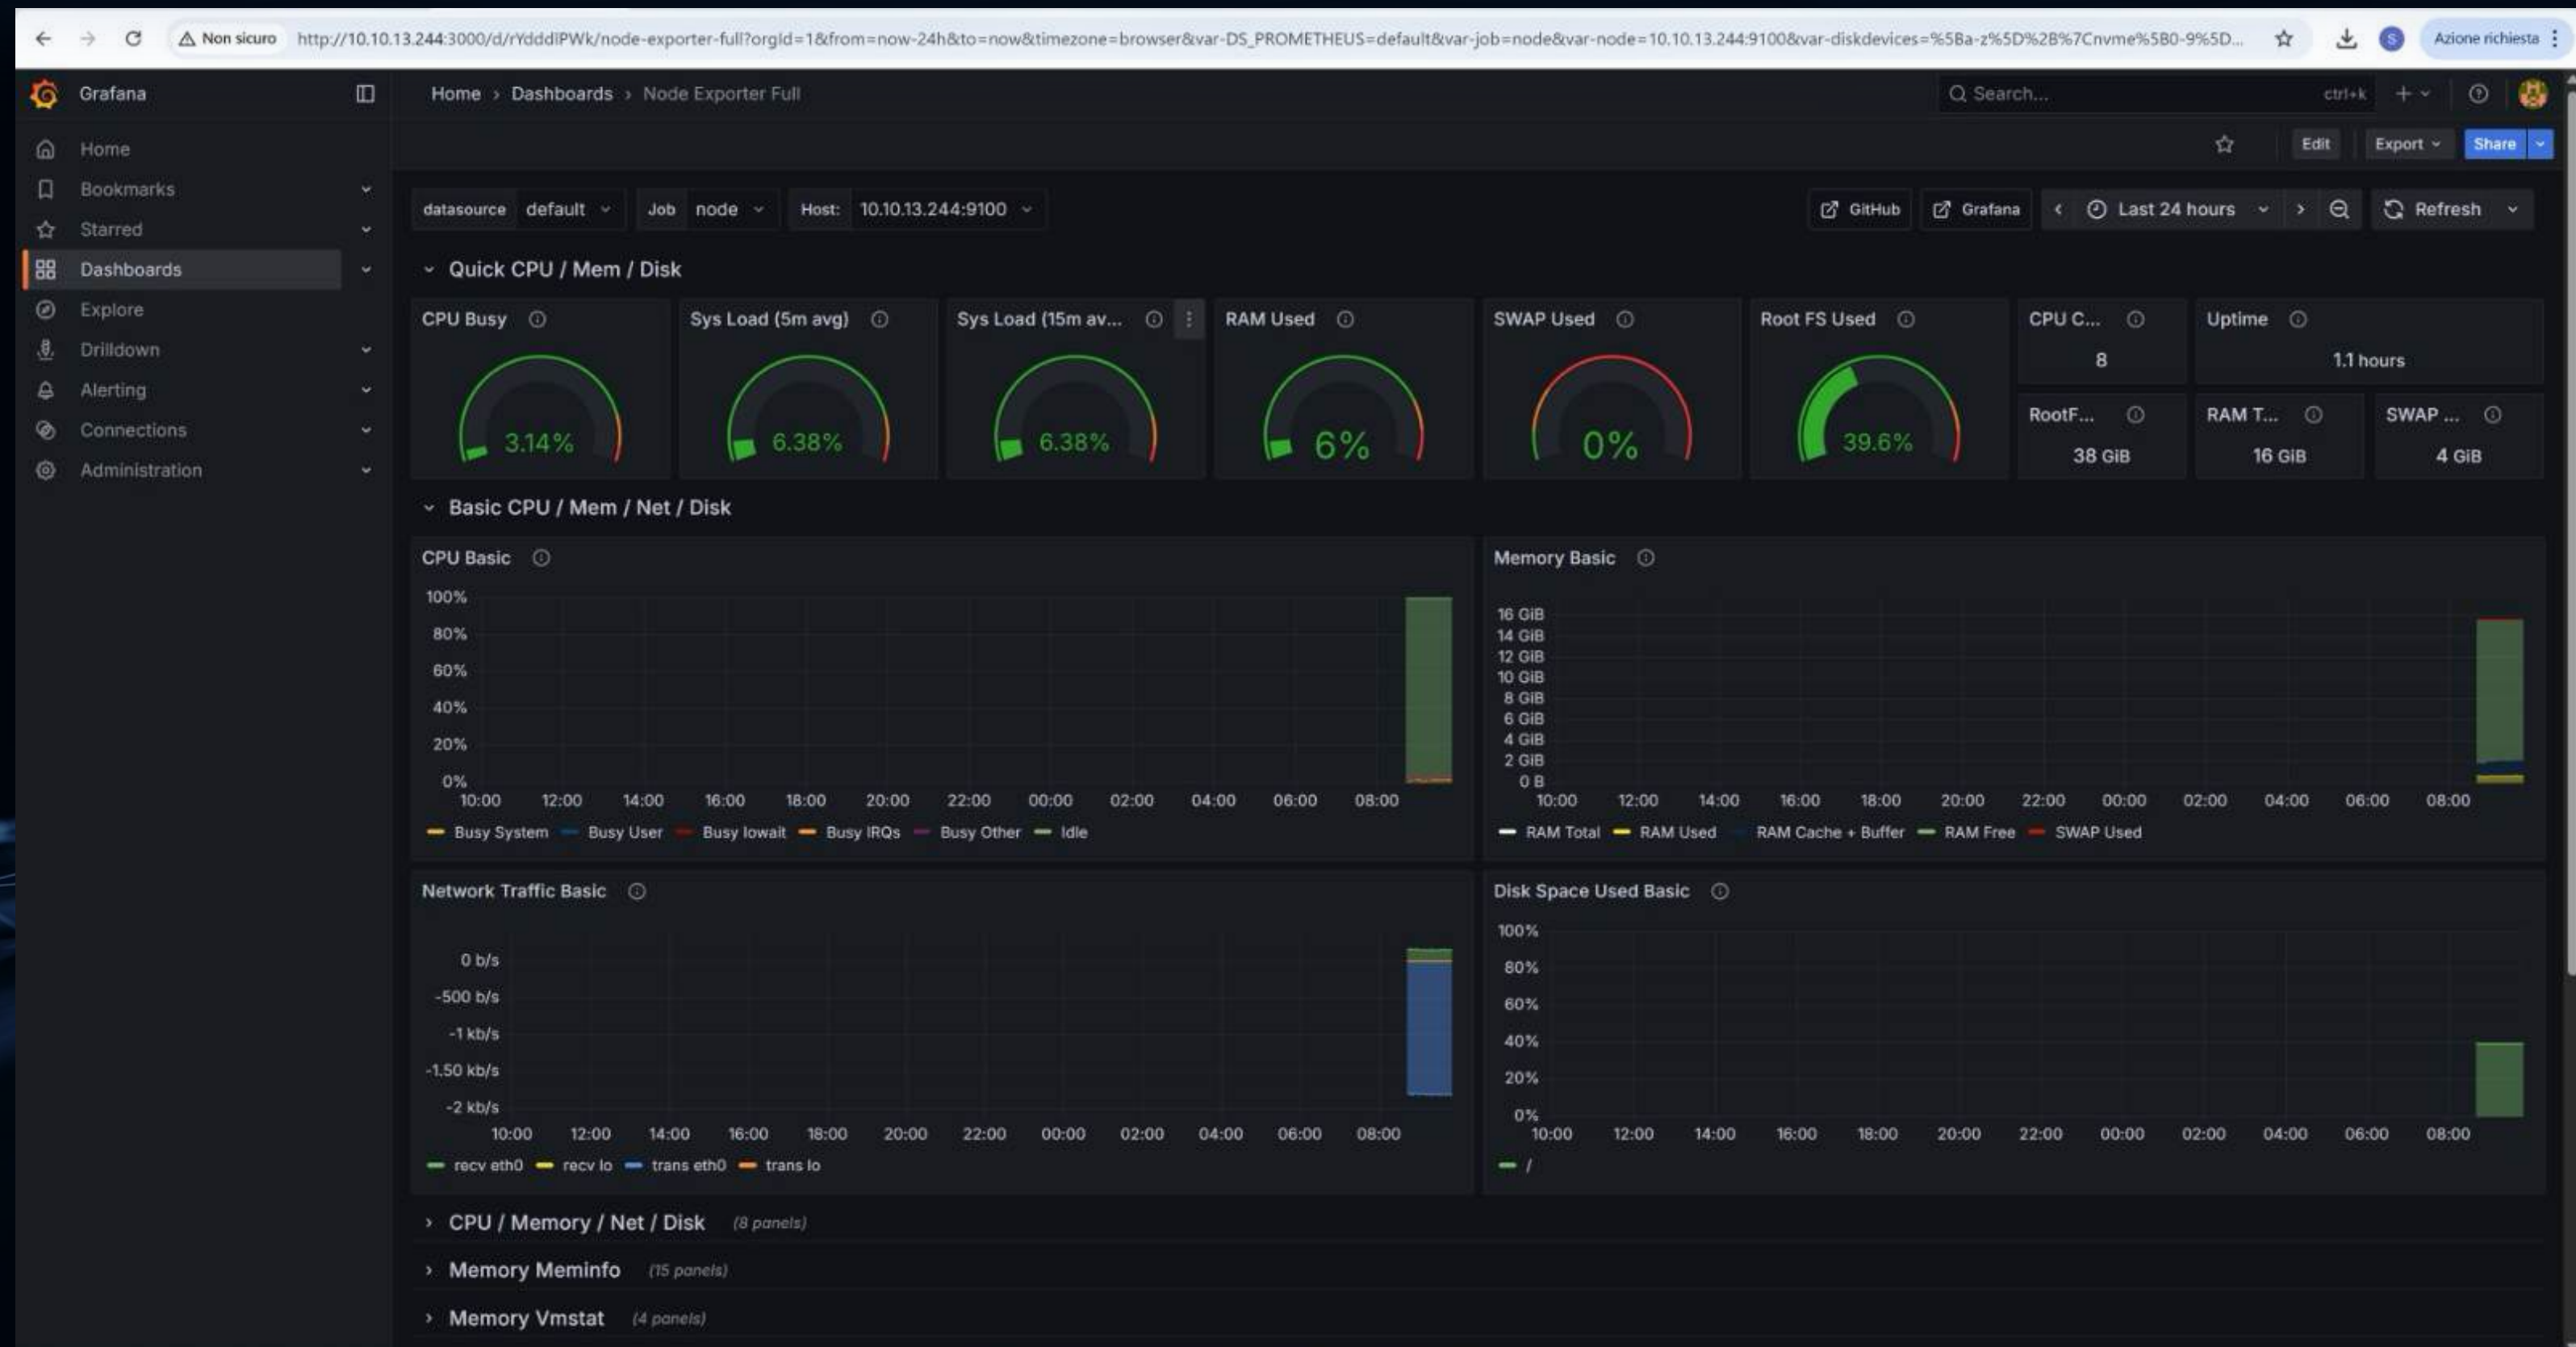 Non sicuro http://10.10.13.244:3000/d/rYdddlPWk/node-exporter-full?orgId=1&from=now-24h&to=now&timezone=browser&var-DS_PROMETHEUS=default&var-job=node&var-node=10.10.13.244:9100&var-diskdevices=%5Ba-z%5D%2B%7Cnvme%5B0-9%5D... S Azione richiesta
Grafana Home › Dashboards › Node Exporter Full Search... ctrl+k
Edit Export Share
Home
Bookmarks
Starred
Dashboards
Explore
Drilldown
Alerting
Connections
Administration
datasource default Job node Host: 10.10.13.244:9100 GitHub Grafana Last 24 hours Refresh
Quick CPU / Mem / Disk
CPU Busy Sys Load (5m avg) Sys Load (15m av... RAM Used SWAP Used Root FS Used CPU C... Uptime
8 1.1 hours
3.14% 6.38% 6.38% 6% 0% 39.6%
RootF... RAM T... SWAP ...
38 GiB 16 GiB 4 GiB
Basic CPU / Mem / Net / Disk
CPU Basic
100%
80%
60%
40%
20%
0%
10:00 12:00 14:00 16:00 18:00 20:00 22:00 00:00 02:00 04:00 06:00 08:00
Busy System Busy User Busy Iowait Busy IRQs Busy Other Idle
Memory Basic
16 GiB
14 GiB
12 GiB
10 GiB
8 GiB
6 GiB
4 GiB
2 GiB
0 B
10:00 12:00 14:00 16:00 18:00 20:00 22:00 00:00 02:00 04:00 06:00 08:00
RAM Total RAM Used RAM Cache + Buffer RAM Free SWAP Used
Network Traffic Basic
0 b/s
-500 b/s
-1 kb/s
-1.50 kb/s
-2 kb/s
10:00 12:00 14:00 16:00 18:00 20:00 22:00 00:00 02:00 04:00 06:00 08:00
recv eth0 recv lo trans eth0 trans lo
Disk Space Used Basic
100%
80%
60%
40%
20%
0%
10:00 12:00 14:00 16:00 18:00 20:00 22:00 00:00 02:00 04:00 06:00 08:00
/
CPU / Memory / Net / Disk (8 panels)
Memory Meminfo (15 panels)
Memory Vmstat (4 panels)